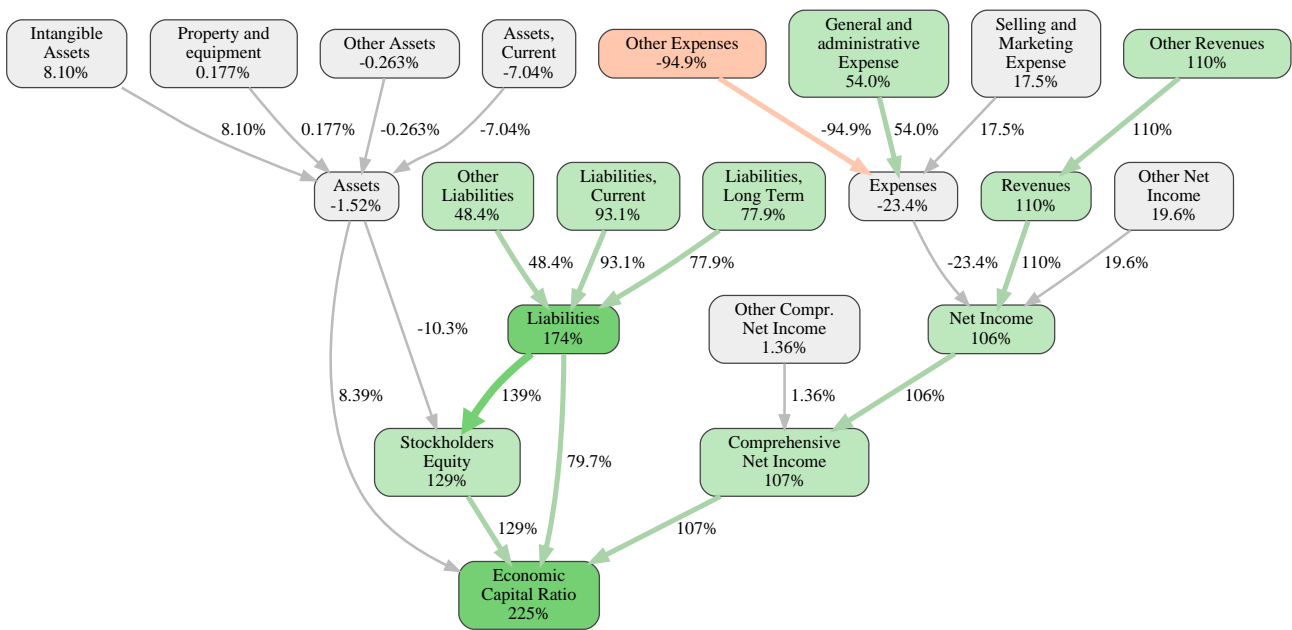 Intangible
Assets
8.10%
Property and
equipment
0.177%
Other Assets
-0.263%
Assets,
Current
-7.04%
Other Expenses
-94.9%
General and
administrative
Expense
54.0%
Selling and
Marketing
Expense
17.5%
Other Revenues
110%
8.10%
0.177%
-0.263%
-7.04%
-94.9%
54.0%
17.5%
110%
Assets
-1.52%
Other
Liabilities
48.4%
Liabilities,
Current
93.1%
Liabilities,
Long Term
77.9%
Expenses
-23.4%
Revenues
110%
Other Net
Income
19.6%
48.4%
93.1%
77.9%
-23.4%
110%
19.6%
-10.3%
Liabilities
174%
Other Compr.
Net Income
1.36%
Net Income
106%
8.39%
139%
1.36%
106%
Stockholders
Equity
129%
79.7%
Comprehensive
Net Income
107%
129%
107%
Economic
Capital Ratio
225%